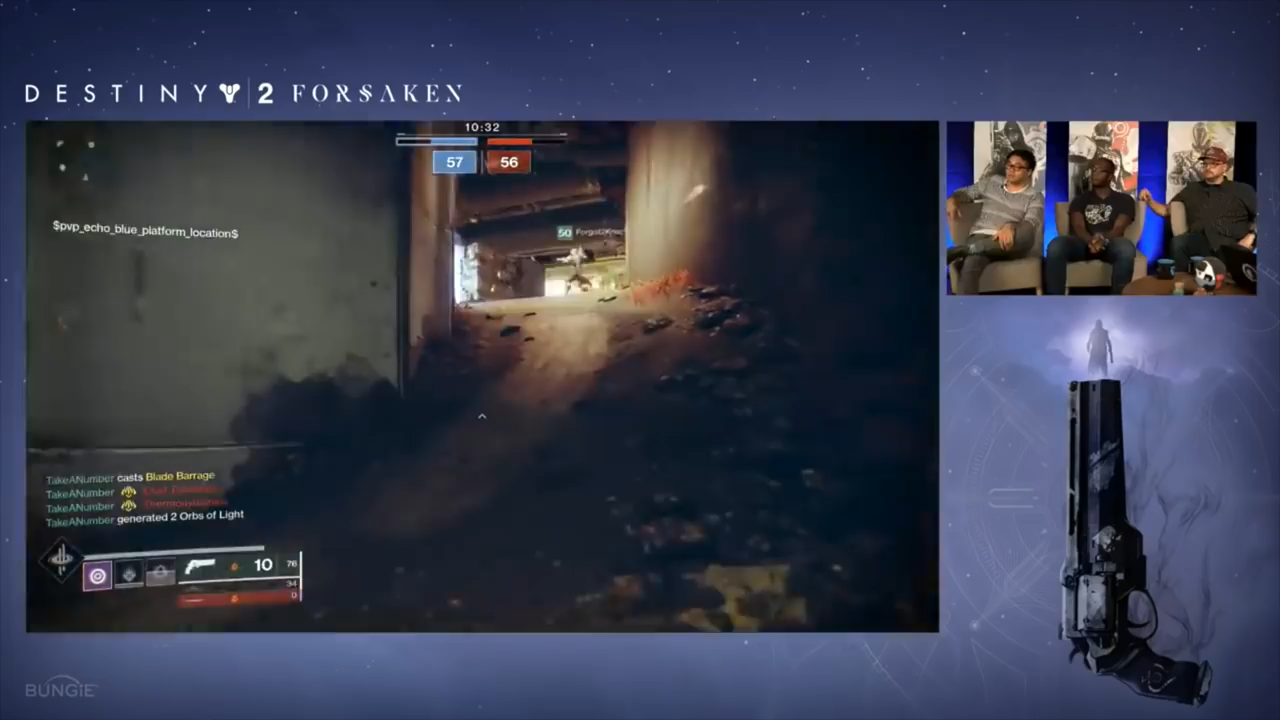 DESTINY 2 FORSAKEN
10:32
57 56
$pvp_echo_blue_platform_location$
50
TakeANumber casts Blade Barrage
TakeANumber
TakeANumber
TakeANumber generated 2 Orbs of Light
10 76
34
0
BUNGiE